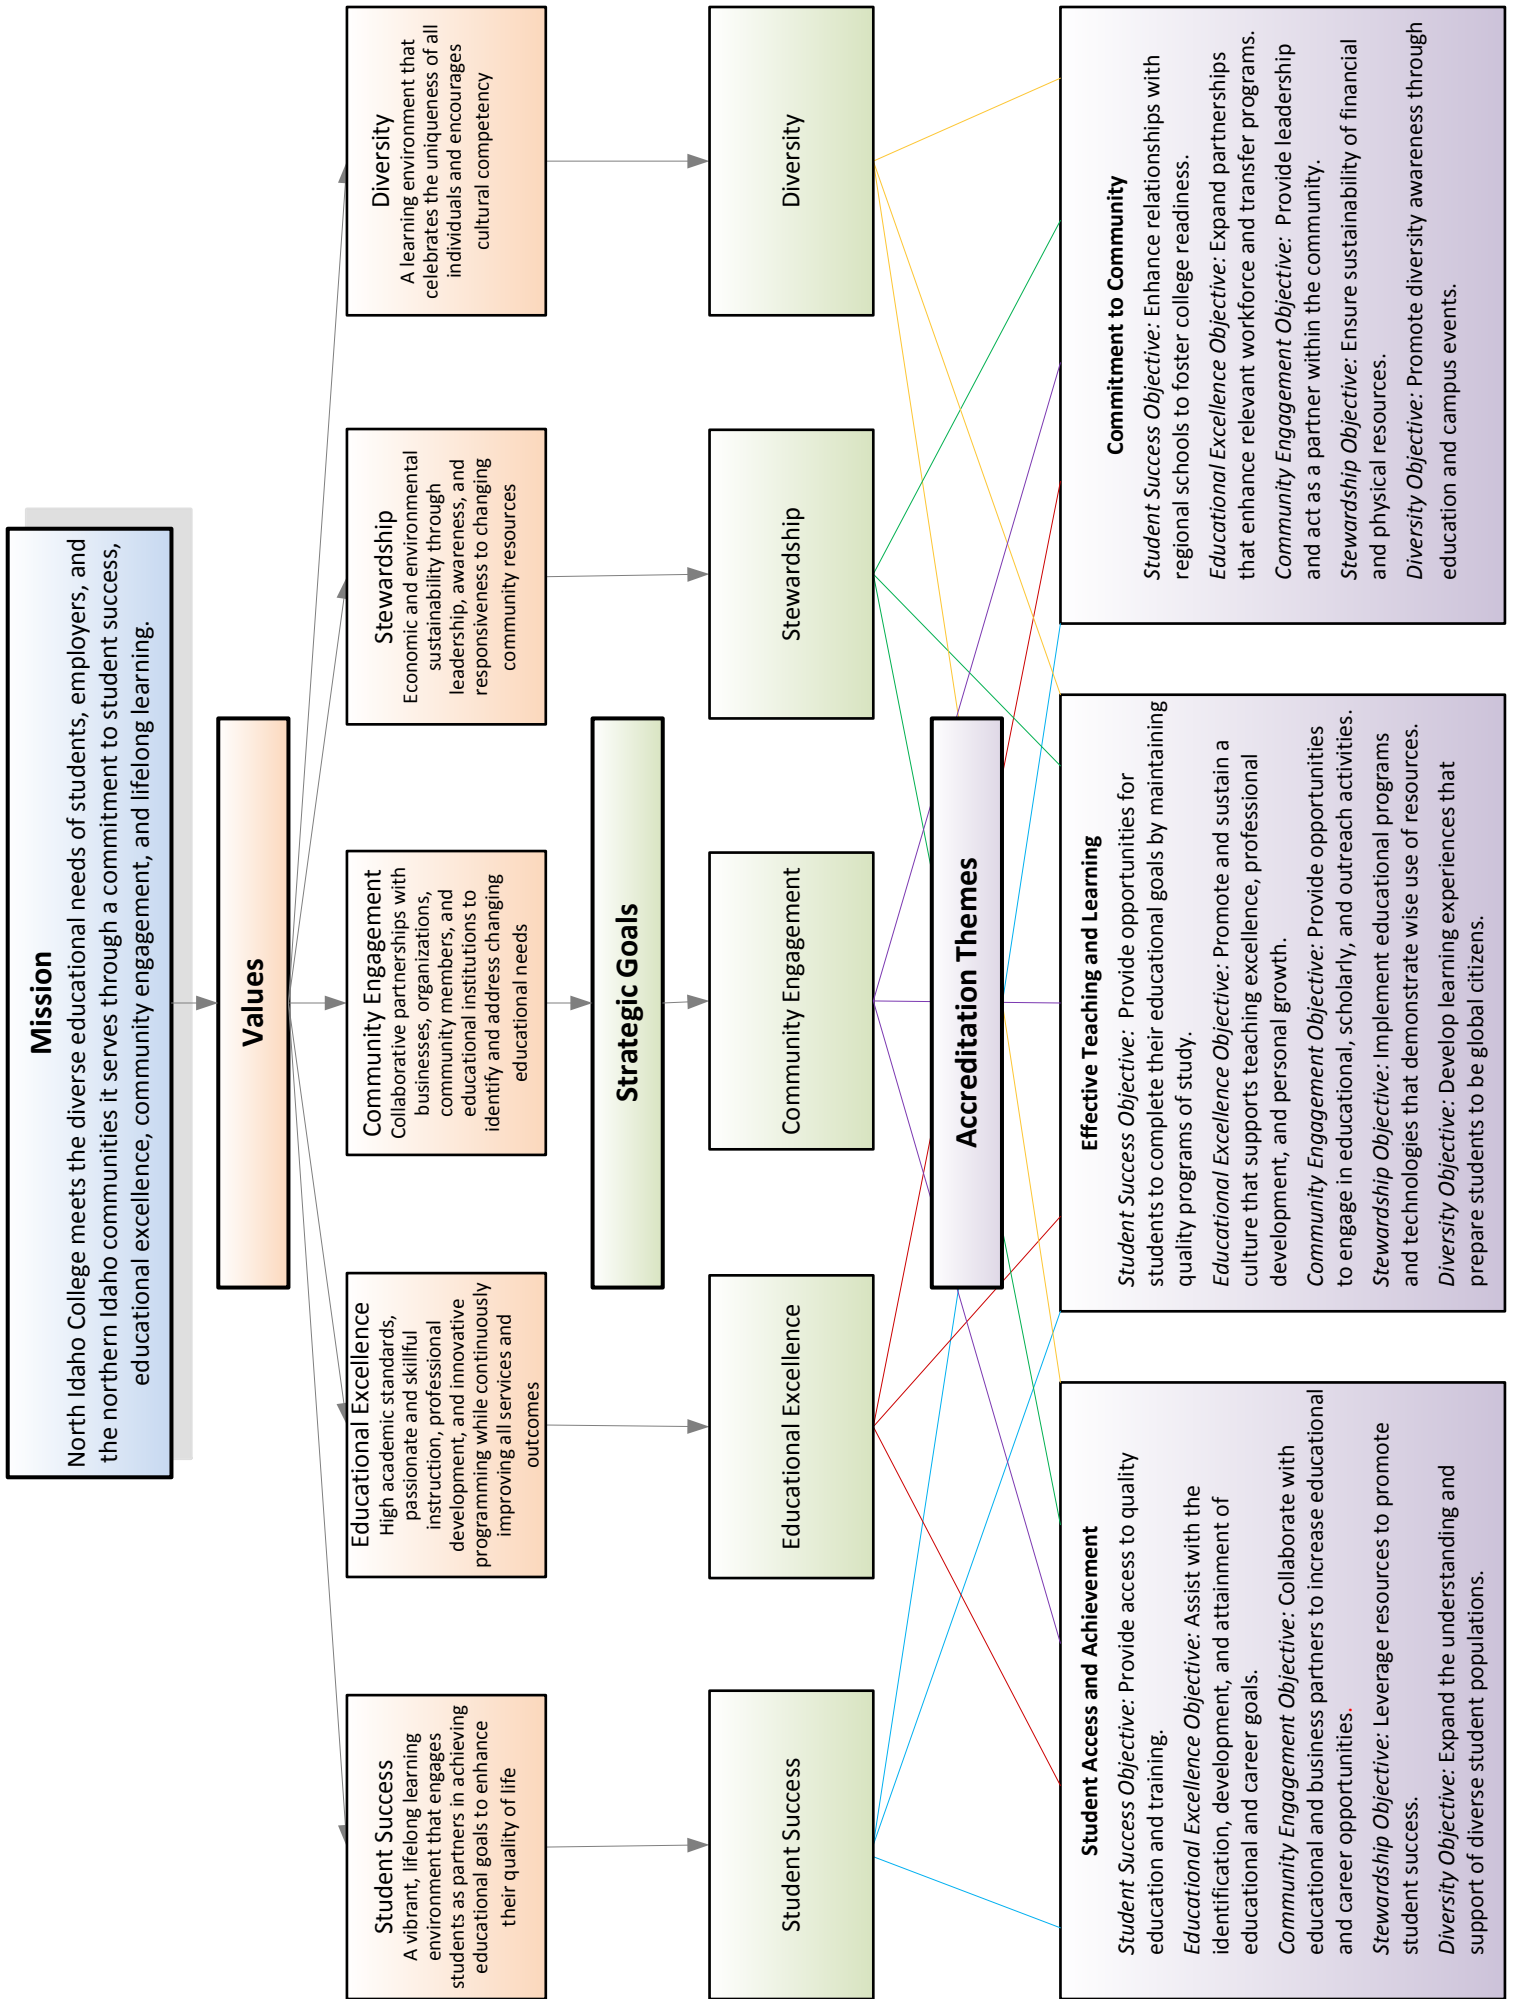 Mission
North Idaho College meets the diverse educational needs of students, employers, and
the northern Idaho communities it serves through a commitment to student success,
educational excellence, community engagement, and lifelong learning.
Values
Student Success
A vibrant, lifelong learning
environment that engages
students as partners in achieving
educational goals to enhance
their quality of life
Educational Excellence
High academic standards,
passionate and skillful
instruction, professional
development, and innovative
programming while continuously
improving all services and
outcomes
Community Engagement
Collaborative partnerships with
businesses, organizations,
community members, and
educational institutions to
identify and address changing
educational needs
Stewardship
Economic and environmental
sustainability through
leadership, awareness, and
responsiveness to changing
community resources
Diversity
A learning environment that
celebrates the uniqueness of all
individuals and encourages
cultural competency
Strategic Goals
Student Success
Educational Excellence
Community Engagement
Stewardship
Diversity
Accreditation Themes
Student Access and Achievement
Student Success Objective: Provide access to quality
education and training.
Educational Excellence Objective: Assist with the
identification, development, and attainment of
educational and career goals.
Community Engagement Objective: Collaborate with
educational and business partners to increase educational
and career opportunities.
Stewardship Objective: Leverage resources to promote
student success.
Diversity Objective: Expand the understanding and
support of diverse student populations.
Effective Teaching and Learning
Student Success Objective: Provide opportunities for
students to complete their educational goals by maintaining
quality programs of study.
Educational Excellence Objective: Promote and sustain a
culture that supports teaching excellence, professional
development, and personal growth.
Community Engagement Objective: Provide opportunities
to engage in educational, scholarly, and outreach activities.
Stewardship Objective: Implement educational programs
and technologies that demonstrate wise use of resources.
Diversity Objective: Develop learning experiences that
prepare students to be global citizens.
Commitment to Community
Student Success Objective: Enhance relationships with
regional schools to foster college readiness.
Educational Excellence Objective: Expand partnerships
that enhance relevant workforce and transfer programs.
Community Engagement Objective: Provide leadership
and act as a partner within the community.
Stewardship Objective: Ensure sustainability of financial
and physical resources.
Diversity Objective: Promote diversity awareness through
education and campus events.